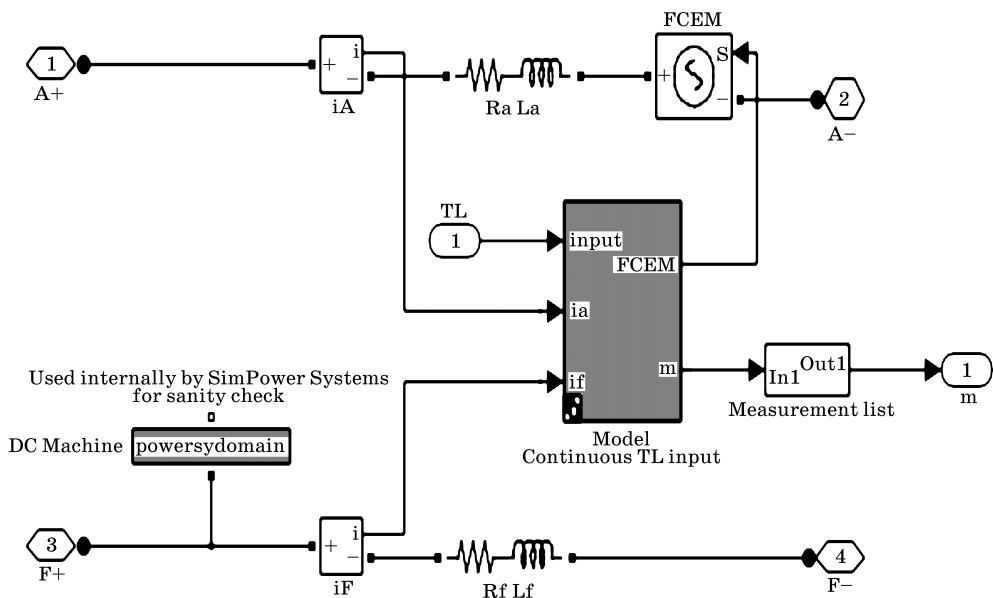 FCEM
1
A+
+
i
−
iA
Ra La
+
S
−
2
A−
TL
1
input
FCEM
ia
if
m
Model
Continuous TL input
In1
Out1
Measurement list
1
m
Used internally by SimPower Systems
for sanity check
DC Machine
powersydomain
3
F+
+
i
−
iF
Rf Lf
4
F−